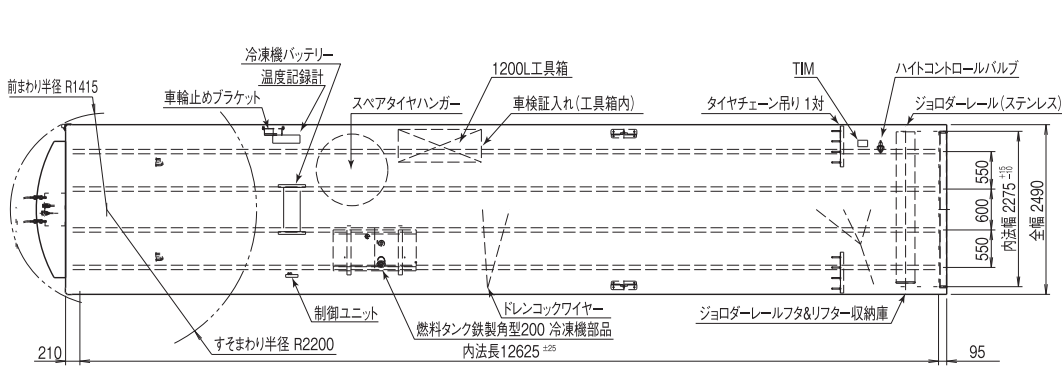 冷凍機バッテリー
温度記録計
1200L工具箱
TIM
ハイトコントロールバルブ
前まわり半径 R1415
車輪止めブラケット
スペアタイヤハンガー
車検証入れ（工具箱内）
タイヤチェーン吊り 1対
ジョロダーレール（ステンレス）
550
600
550
内法幅 2275 +15 -10
全幅 2490
制御ユニット
ドレンコックワイヤー
ジョロダーレールフタ&リフター収納庫
燃料タンク鉄製角型200 冷凍機部品
すそまわり半径 R2200
内法長12625 ±25
210
95